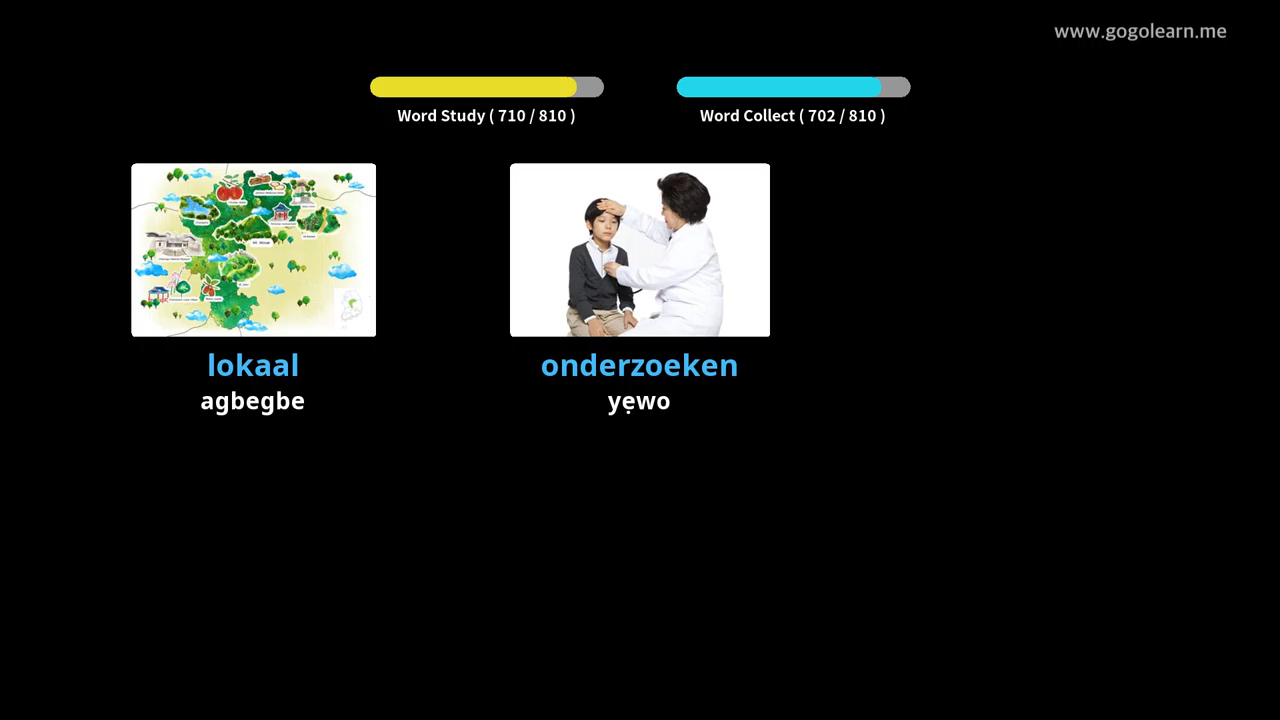 www.gogolearn.me
Word Study ( 710 / 810 )
Word Collect ( 702 / 810 )
lokaal
agbegbe
onderzoeken
yẹwo